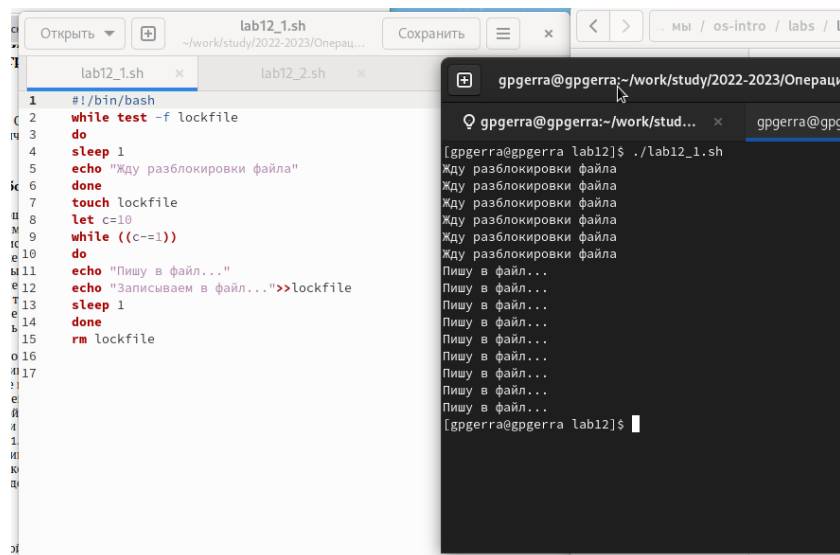 Открыть
lab12_1.sh
~/work/study/2022-2023/Операц...
Сохранить
lab12_1.sh
lab12_2.sh
1 #!/bin/bash
2 while test -f lockfile
3 do
4 sleep 1
5 echo "Жду разблокировки файла"
6 done
7 touch lockfile
8 let c=10
9 while ((c-=1))
10 do
11 echo "Пишу в файл..."
12 echo "Записываем в файл...">>lockfile
13 sleep 1
14 done
15 rm lockfile
16
17
. мы / os-intro / labs /
gpgerra@gpgerra:~/work/study/2022-2023/Операци
gpgerra@gpgerra:~/work/stud...
gpgerra@gpg
[gpgerra@gpgerra lab12]$ ./lab12_1.sh
Жду разблокировки файла
Жду разблокировки файла
Жду разблокировки файла
Жду разблокировки файла
Жду разблокировки файла
Жду разблокировки файла
Пишу в файл...
Пишу в файл...
Пишу в файл...
Пишу в файл...
Пишу в файл...
Пишу в файл...
Пишу в файл...
Пишу в файл...
Пишу в файл...
[gpgerra@gpgerra lab12]$